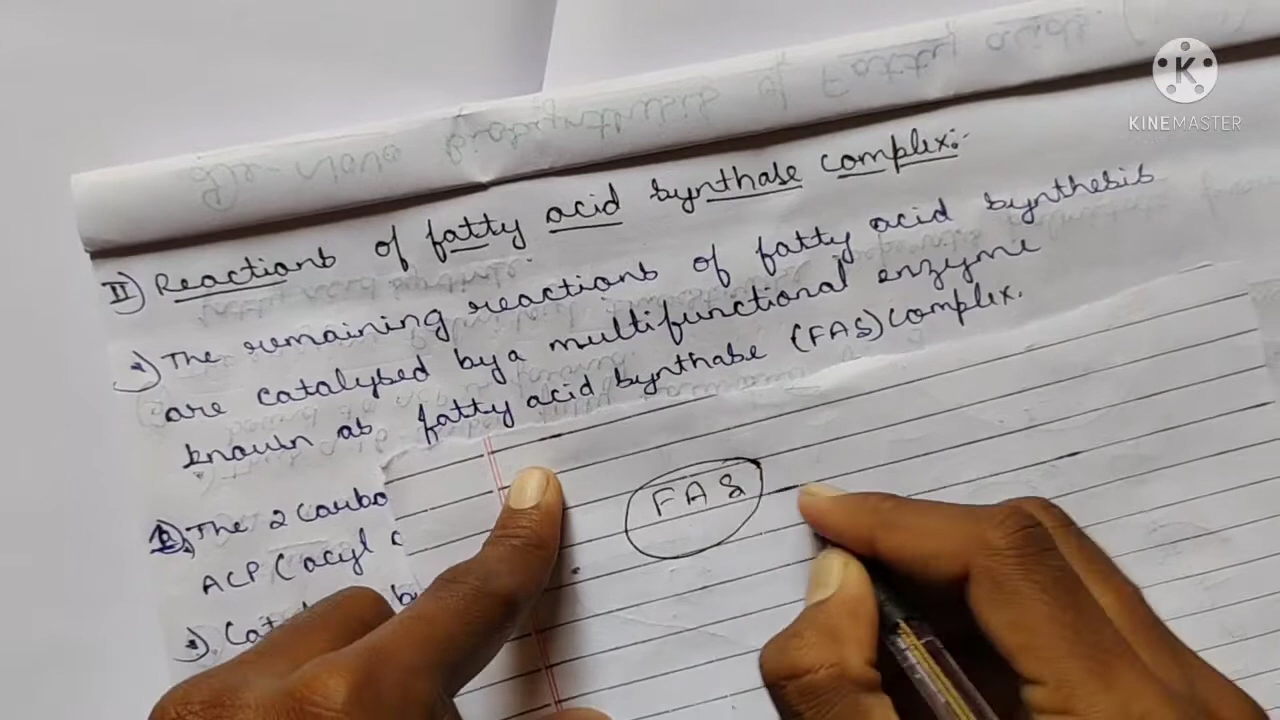 II) Reactions of fatty acid synthase complex:-
The remaining reactions of fatty acid synthesis
are catalysed by a multifunctional enzyme
known as fatty acid synthase (FAS) complex.
FAS
The 2 Carbo
ACP (acyl c
K
KINEMASTER